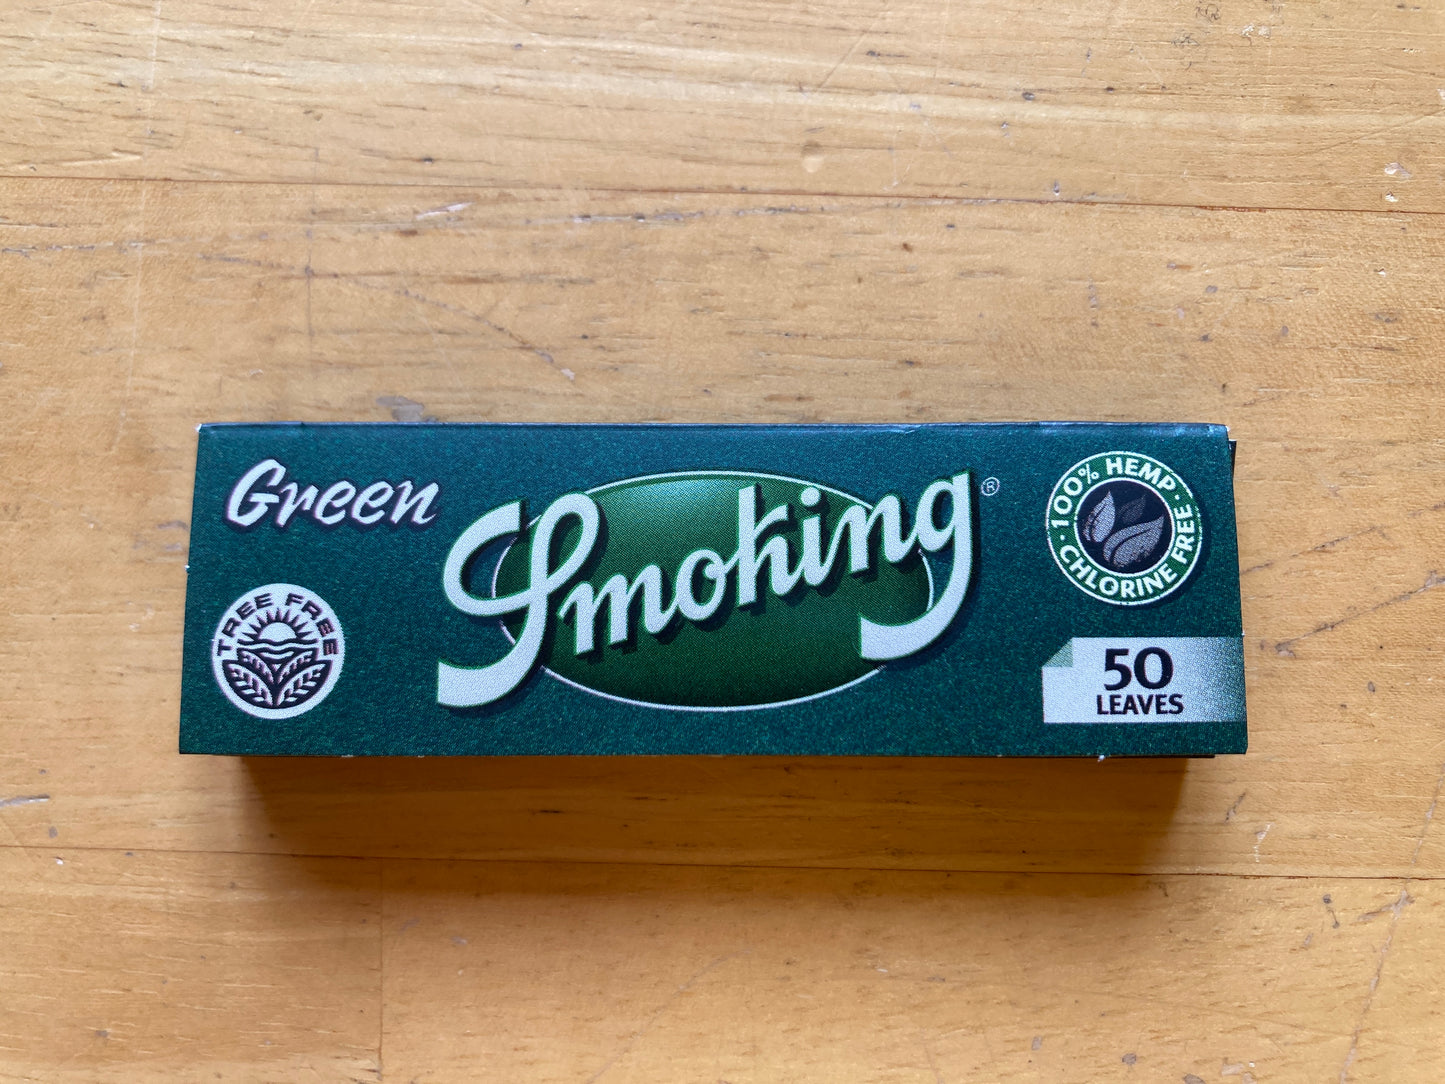 Green
Smoking®
100% HEMP · CHLORINE FREE ·
TREE FREE
50
LEAVES